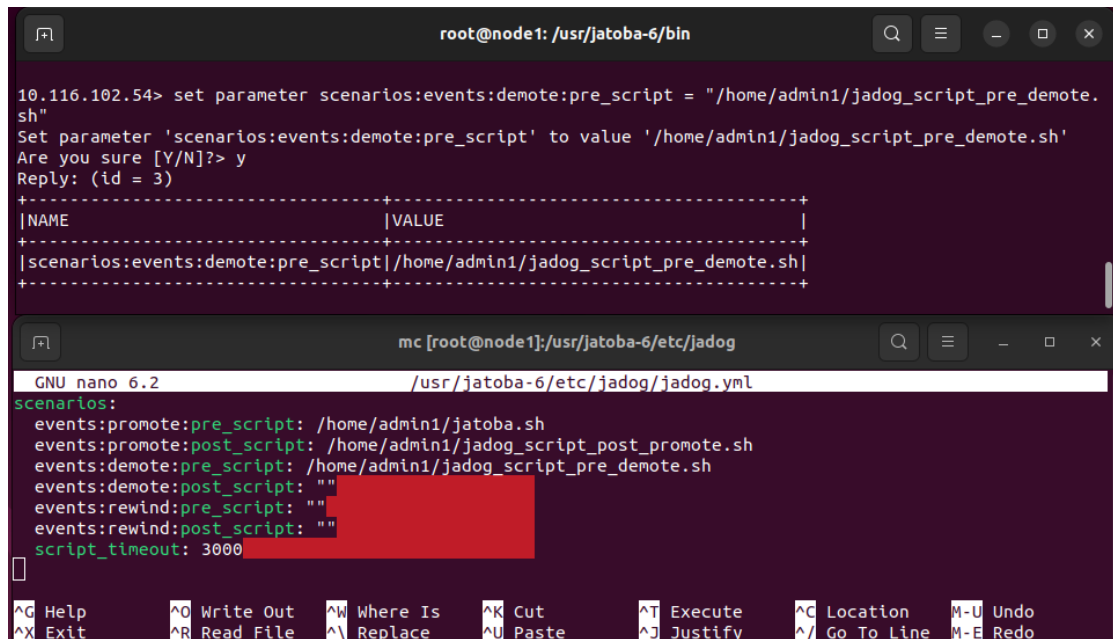 root@node1: /usr/jatoba-6/bin
10.116.102.54> set parameter scenarios:events:demote:pre_script = "/home/admin1/jadog_script_pre_demote.
sh"
Set parameter 'scenarios:events:demote:pre_script' to value '/home/admin1/jadog_script_pre_demote.sh'
Are you sure [Y/N]?> y
Reply: (id = 3)
+----------------------------------+---------------------------------------+
|NAME |VALUE |
+----------------------------------+---------------------------------------+
|scenarios:events:demote:pre_script|/home/admin1/jadog_script_pre_demote.sh|
+----------------------------------+---------------------------------------+
mc [root@node1]:/usr/jatoba-6/etc/jadog
GNU nano 6.2 /usr/jatoba-6/etc/jadog/jadog.yml
scenarios:
events:promote:pre_script: /home/admin1/jatoba.sh
events:promote:post_script: /home/admin1/jadog_script_post_promote.sh
events:demote:pre_script: /home/admin1/jadog_script_pre_demote.sh
events:demote:post_script: ""
events:rewind:pre_script: ""
events:rewind:post_script: ""
script_timeout: 3000
^G Help ^O Write Out ^W Where Is ^K Cut ^T Execute ^C Location M-U Undo
^X Exit ^R Read File ^\ Replace ^U Paste ^J Justify ^/ Go To Line M-E Redo